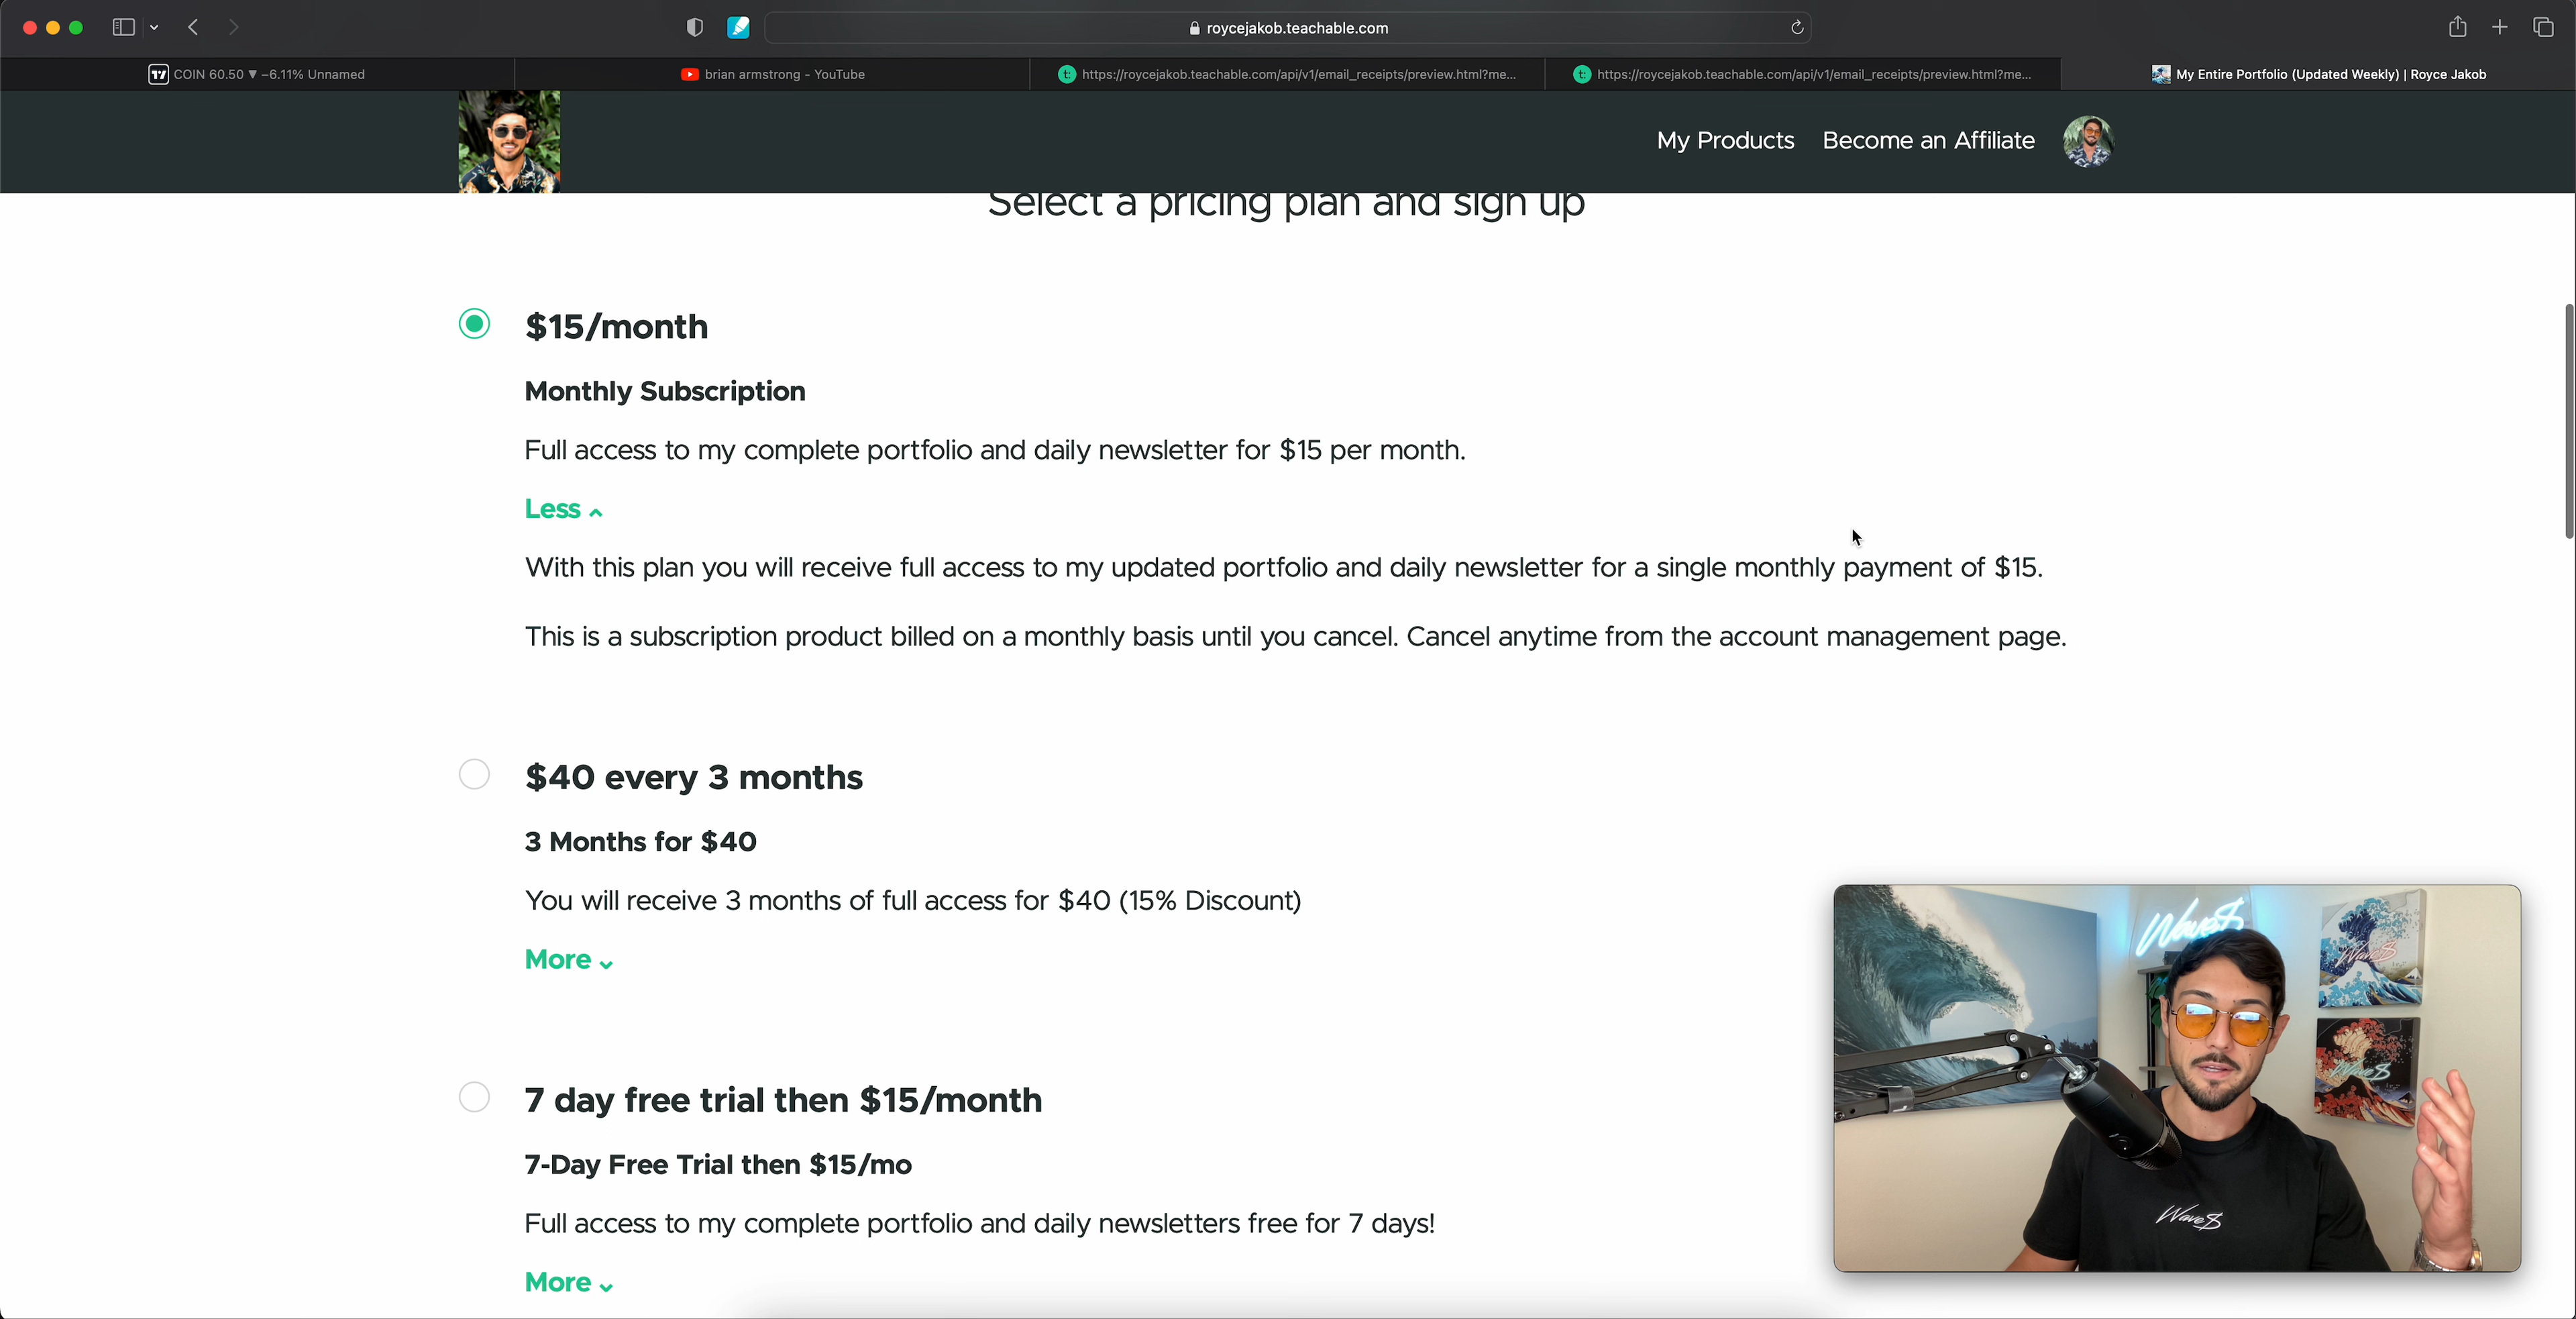 roycejakob.teachable.com
COIN 60.50 ▼ −6.11% Unnamed
brian armstrong - YouTube
https://roycejakob.teachable.com/api/v1/email_receipts/preview.html?me...
https://roycejakob.teachable.com/api/v1/email_receipts/preview.html?me...
My Entire Portfolio (Updated Weekly) | Royce Jakob
My Products
Become an Affiliate
Select a pricing plan and sign up
$15/month
Monthly Subscription
Full access to my complete portfolio and daily newsletter for $15 per month.
Less
With this plan you will receive full access to my updated portfolio and daily newsletter for a single monthly payment of $15.
This is a subscription product billed on a monthly basis until you cancel. Cancel anytime from the account management page.
$40 every 3 months
3 Months for $40
You will receive 3 months of full access for $40 (15% Discount)
More
7 day free trial then $15/month
7-Day Free Trial then $15/mo
Full access to my complete portfolio and daily newsletters free for 7 days!
More
Wave$
Wave$
Wave$
Wave$